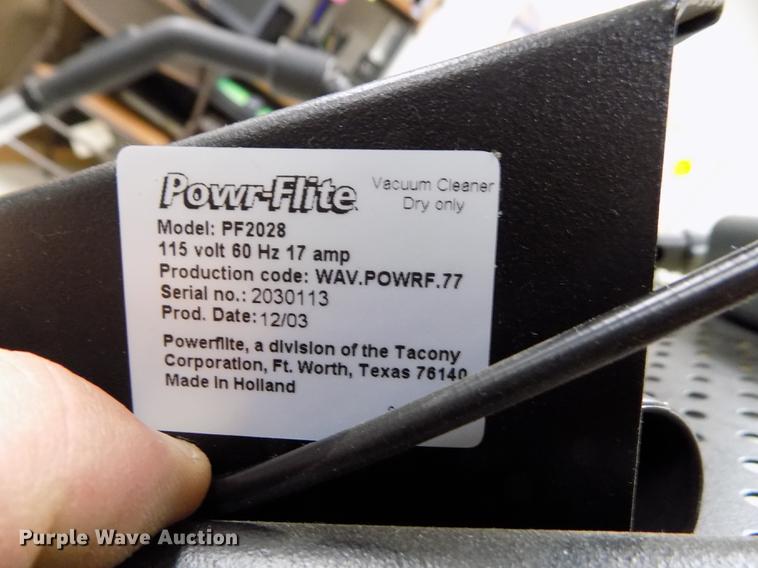 Powr-Flite
Vacuum Cleaner
Dry only
Model: PF2028
115 volt 60 Hz 17 amp
Production code: WAV.POWRF.77
Serial no.: 2030113
Prod. Date: 12/03
Powerflite, a division of the Tacony
Corporation, Ft. Worth, Texas 76140
Made in Holland
Purple Wave Auction